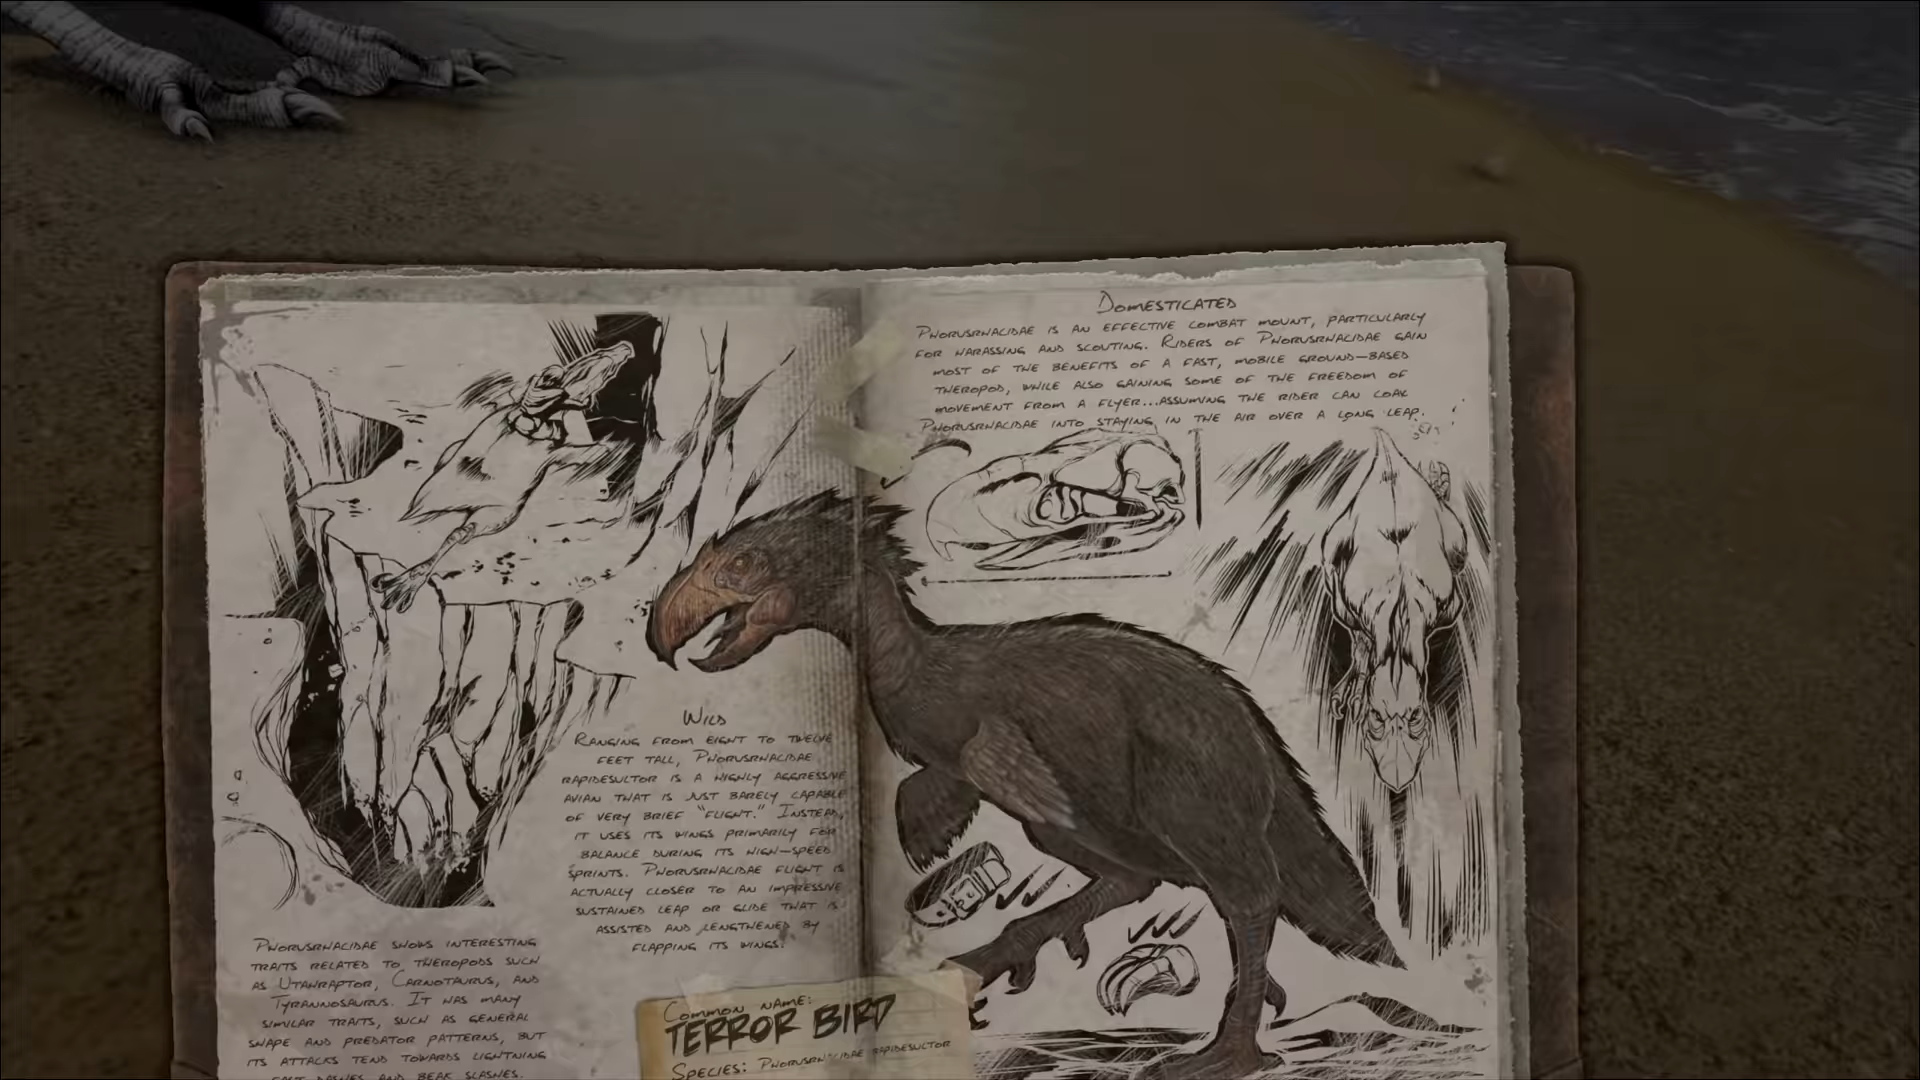 Domesticated
Phorusrhacidae is an effective combat mount, particularly
for harassing and scouting. Riders of Phorusrhacidae gain
most of the benefits of a fast, mobile ground-based
theropod, while also gaining some of the freedom of
movement from a flyer...assuming the rider can coax
Phorusrhacidae into staying in the air over a long leap.
Wild
Ranging from eight to twelve
feet tall, Phorusrhacidae
rapidesultor is a highly aggressive
avian that is just barely capable
of very brief "flight." Instead,
it uses its wings primarily for
balance during its high-speed
sprints. Phorusrhacidae flight is
actually closer to an impressive
sustained leap or glide that is
assisted and lengthened by
flapping its wings.
Phorusrhacidae shows interesting
traits related to theropods such
as Utahraptor, Carnotaurus, and
Tyrannosaurus. It has many
similar traits, such as general
shape and predator patterns, but
its attacks tend towards lightning
fast dashes and beak slashes.
Common name:
TERROR BIRD
Species: Phorusrhacidae rapidesultor